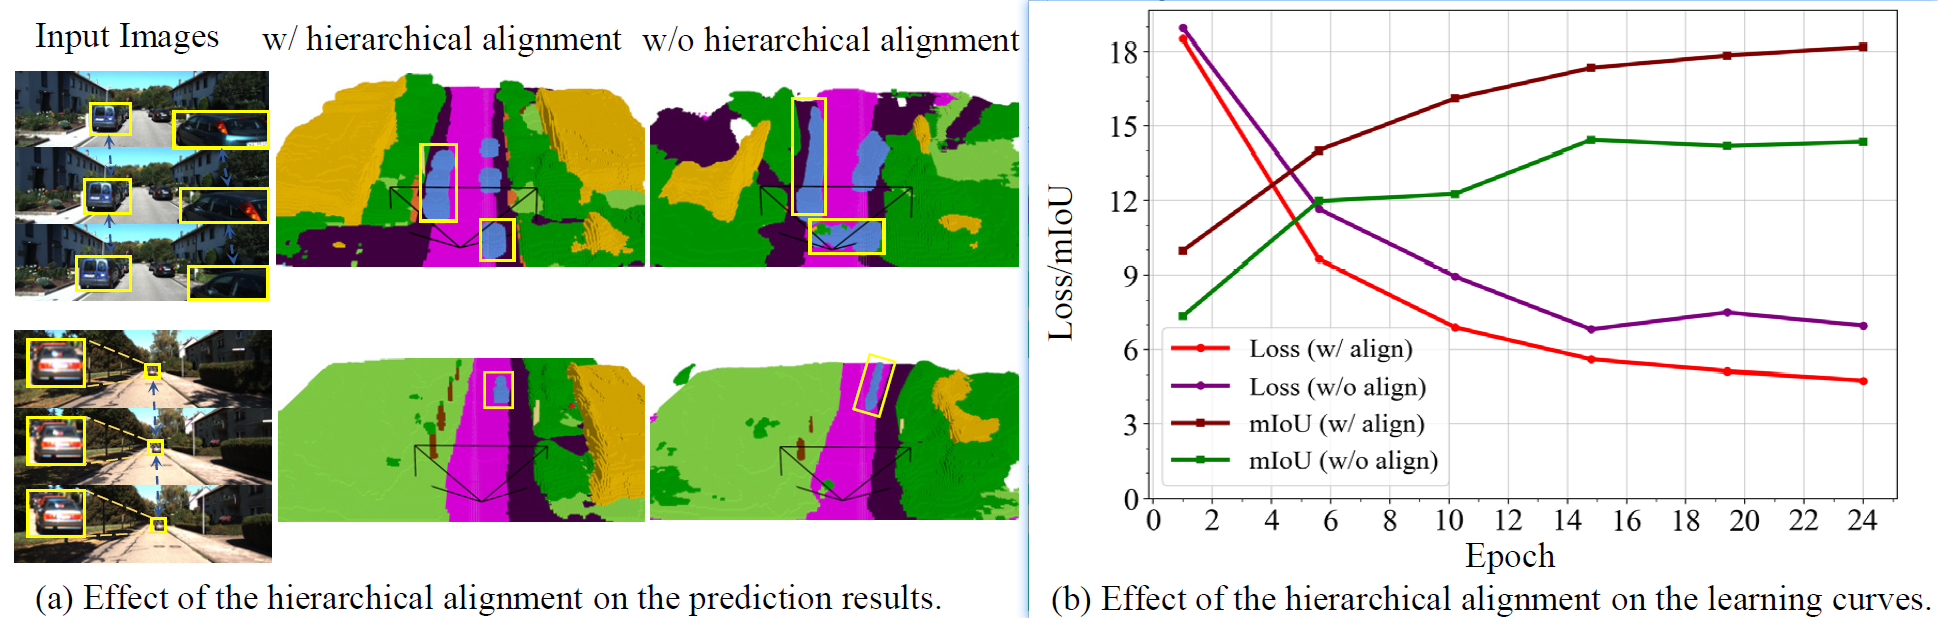 Input Images
w/ hierarchical alignment
w/o hierarchical alignment
(a) Effect of the hierarchical alignment on the prediction results.
Loss/mIoU
18
15
12
9
6
3
0
Loss (w/ align)
Loss (w/o align)
mIoU (w/ align)
mIoU (w/o align)
0 2 4 6 8 10 12 14 16 18 20 22 24
Epoch
(b) Effect of the hierarchical alignment on the learning curves.